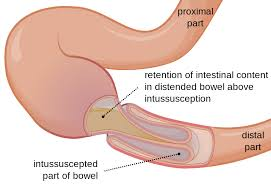 proximal
part
retention of intestinal content
in distended bowel above
intussusception
distal
part
intussuscepted
part of bowel